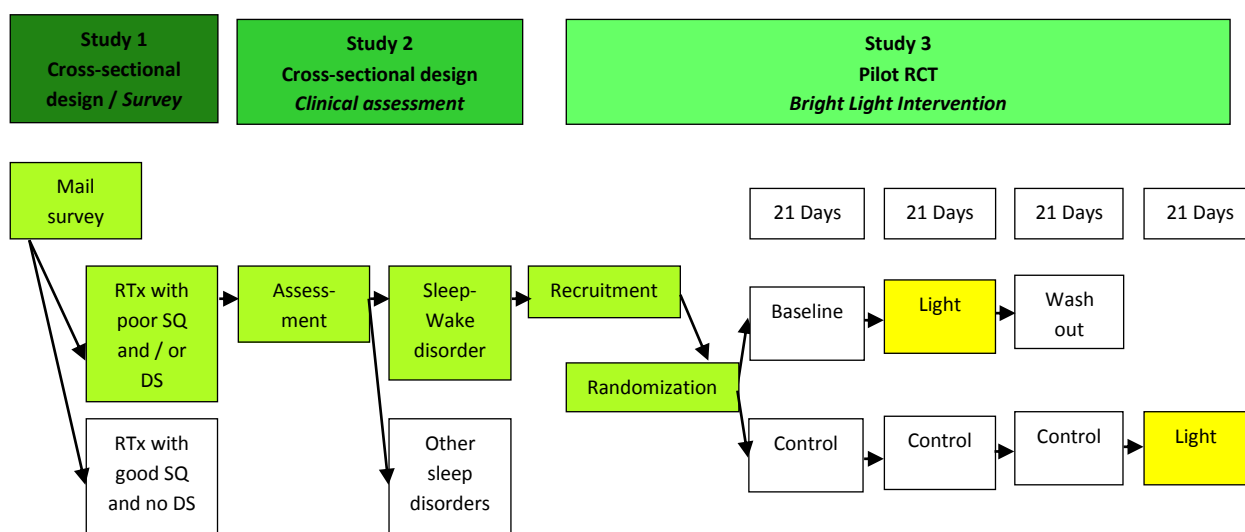 Study 1
Cross-sectional
design / Survey
Study 2
Cross-sectional design
Clinical assessment
Study 3
Pilot RCT
Bright Light Intervention
Mail
survey
21 Days
21 Days
21 Days
21 Days
RTx with
poor SQ
and / or
DS
Assess-
ment
Sleep-
Wake
disorder
Recruitment
Randomization
Baseline
Light
Wash
out
RTx with
good SQ
and no DS
Other
sleep
disorders
Control
Control
Control
Light